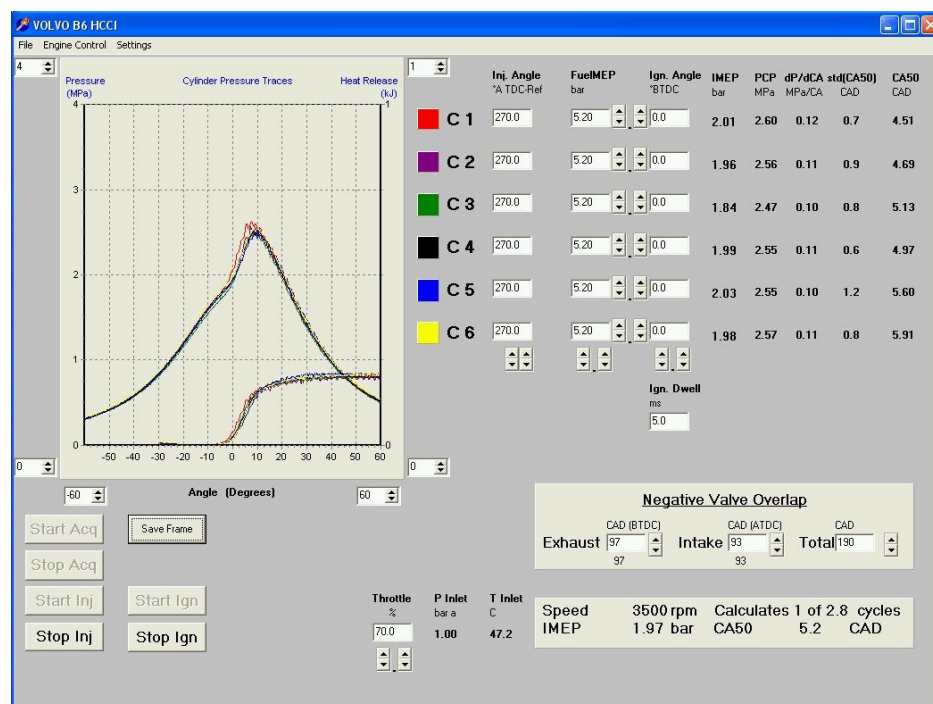 VOLVO B6 HCCI
File Engine Control Settings
4 1
Pressure (MPa) Cylinder Pressure Traces Heat Release (kJ)
4 1
3
2
1
0 0
-50 -40 -30 -20 -10 0 10 20 30 40 50 60
0 0
-60 Angle (Degrees) 60
Inj. Angle FuelMEP Ign. Angle IMEP PCP dP/dCA std(CA50) CA50
°A TDC-Ref bar °BTDC bar MPa MPa/CA CAD CAD
C 1 270.0 5.20 . 0.0 2.01 2.60 0.12 0.7 4.51
C 2 270.0 5.20 . 0.0 1.96 2.56 0.11 0.9 4.69
C 3 270.0 5.20 . 0.0 1.84 2.47 0.10 0.8 5.13
C 4 270.0 5.20 . 0.0 1.99 2.55 0.11 0.6 4.97
C 5 270.0 5.20 . 0.0 2.03 2.55 0.10 1.2 5.60
C 6 270.0 5.20 . 0.0 1.98 2.57 0.11 0.8 5.91
Ign. Dwell
ms
5.0
Start Acq Save Frame
Stop Acq
Start Inj Start Ign
Stop Inj Stop Ign
Negative Valve Overlap
CAD (BTDC) CAD (ATDC) CAD
Exhaust 97 Intake 93 Total 190
97 93
Throttle P Inlet T Inlet
% bar a C
70.0 1.00 47.2
Speed 3500 rpm Calculates 1 of 2.8 cycles
IMEP 1.97 bar CA50 5.2 CAD